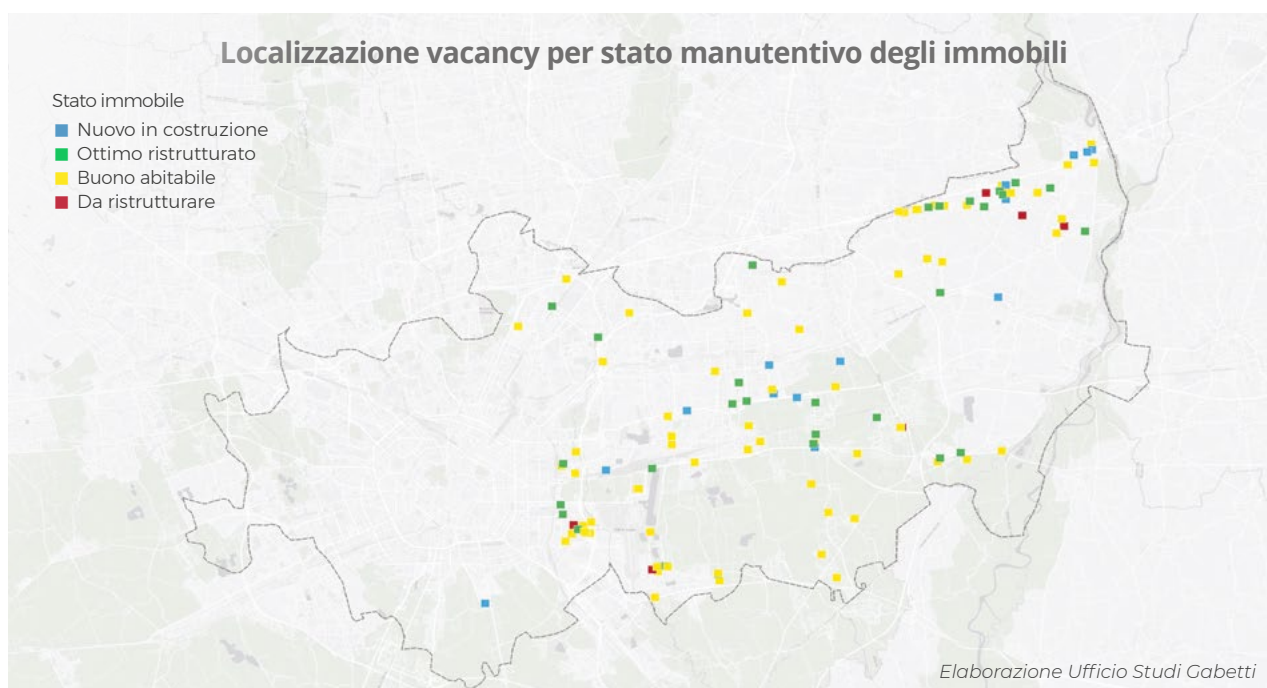 Localizzazione vacancy per stato manutentivo degli immobili
Stato immobile
Nuovo in costruzione
Ottimo ristrutturato
Buono abitabile
Da ristrutturare
Elaborazione Ufficio Studi Gabetti